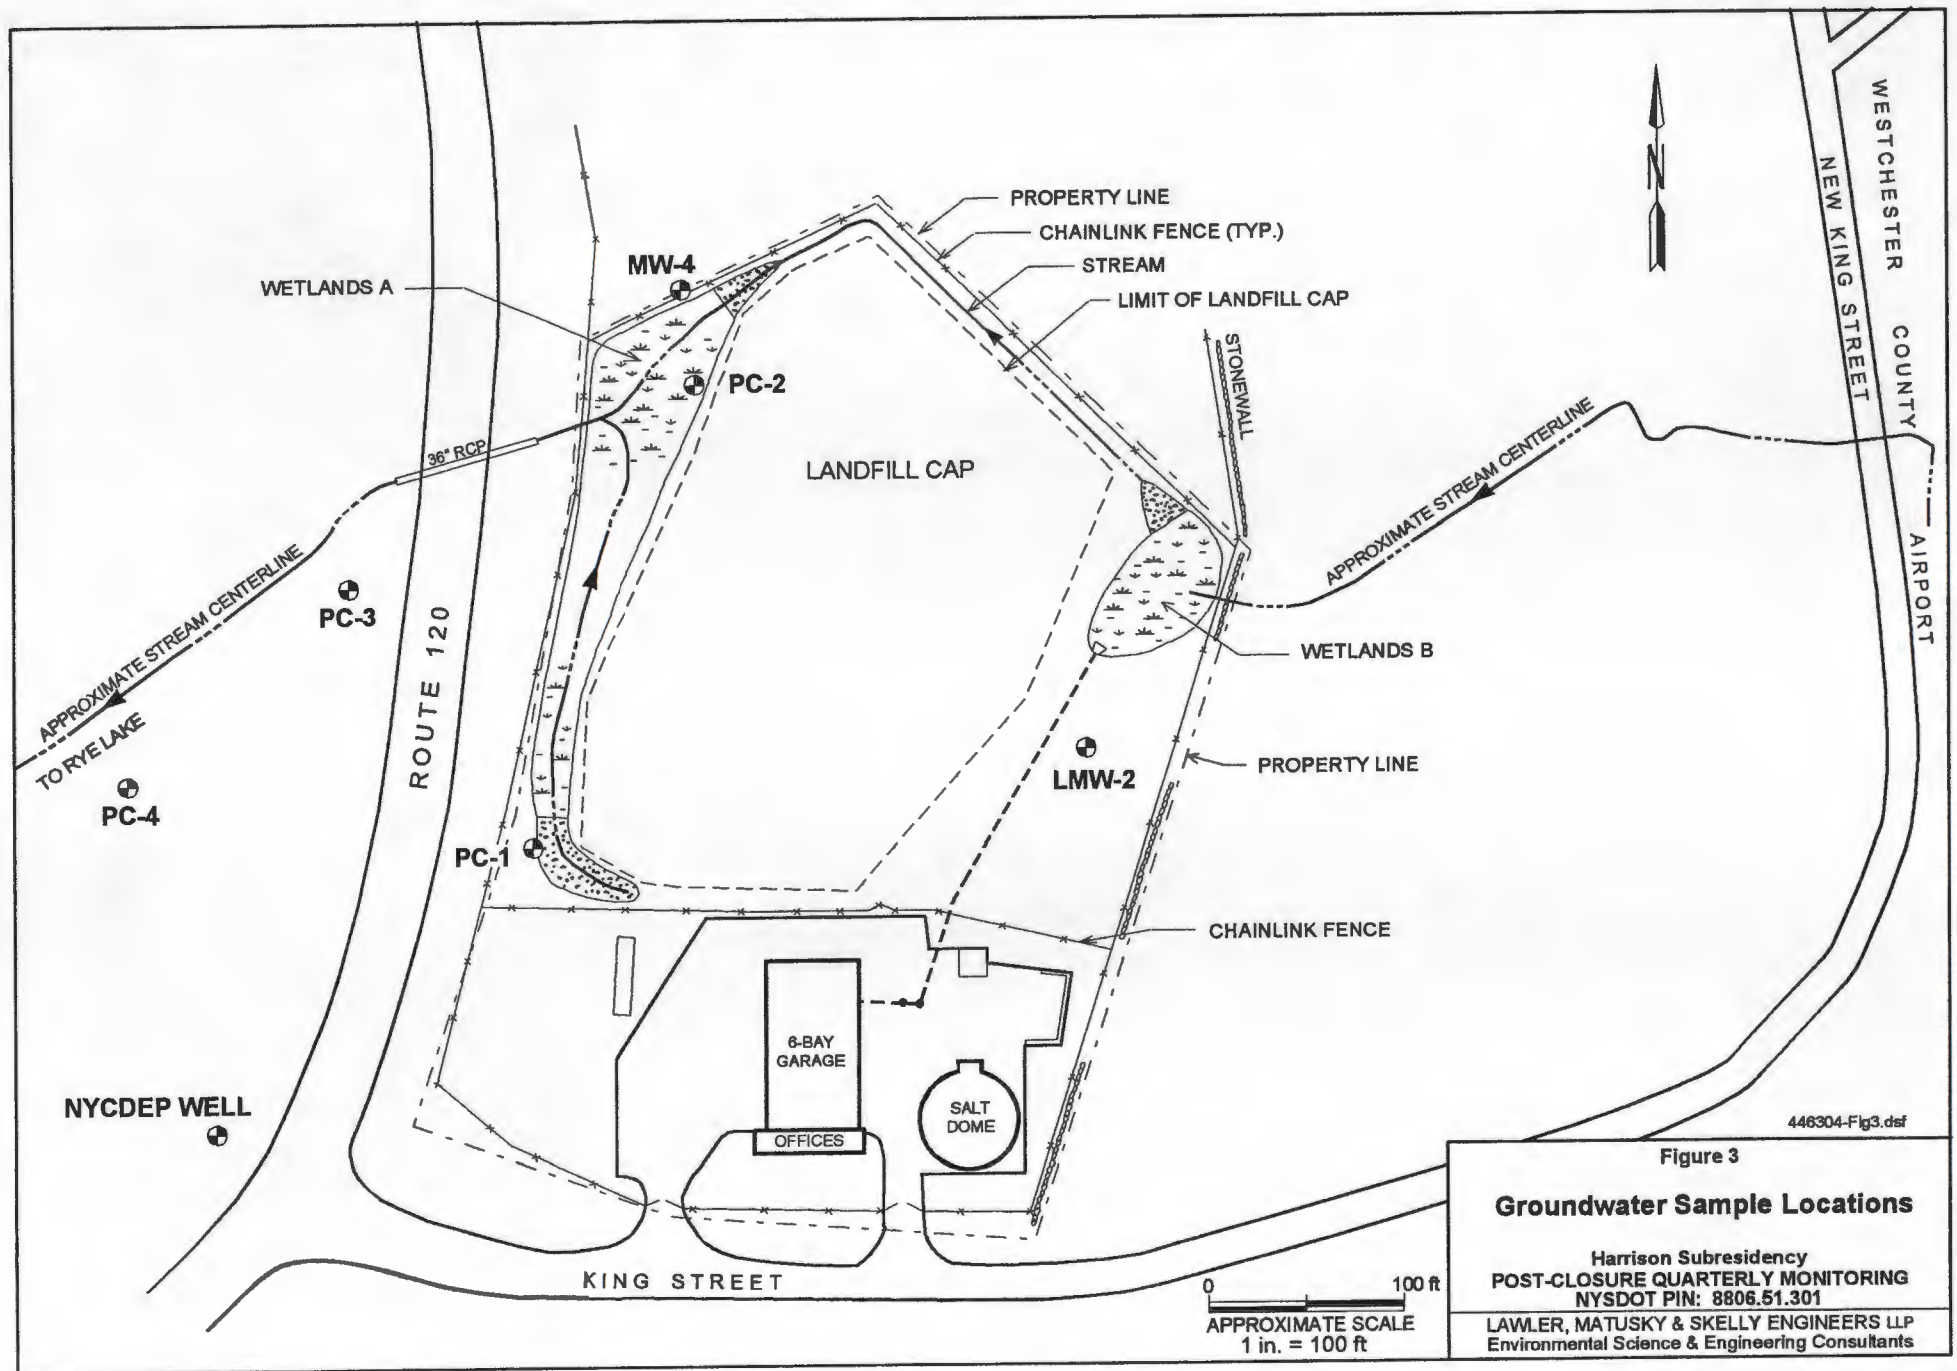 PROPERTY LINE
CHAINLINK FENCE (TYP.)
STREAM
LIMIT OF LANDFILL CAP
MW-4
WETLANDS A
PC-2
36" RCP
LANDFILL CAP
STONEWALL
N
WESTCHESTER COUNTY AIRPORT
NEW KING STREET
APPROXIMATE STREAM CENTERLINE
APPROXIMATE STREAM CENTERLINE
TO RYE LAKE
PC-3
ROUTE 120
PC-4
PC-1
WETLANDS B
LMW-2
PROPERTY LINE
CHAINLINK FENCE
6-BAY
GARAGE
OFFICES
SALT
DOME
NYCDEP WELL
KING STREET
0 100 ft
APPROXIMATE SCALE
1 in. = 100 ft
446304-Fig3.dsf
Figure 3
Groundwater Sample Locations
Harrison Subresidency
POST-CLOSURE QUARTERLY MONITORING
NYSDOT PIN: 8806.51.301
LAWLER, MATUSKY & SKELLY ENGINEERS LLP
Environmental Science & Engineering Consultants